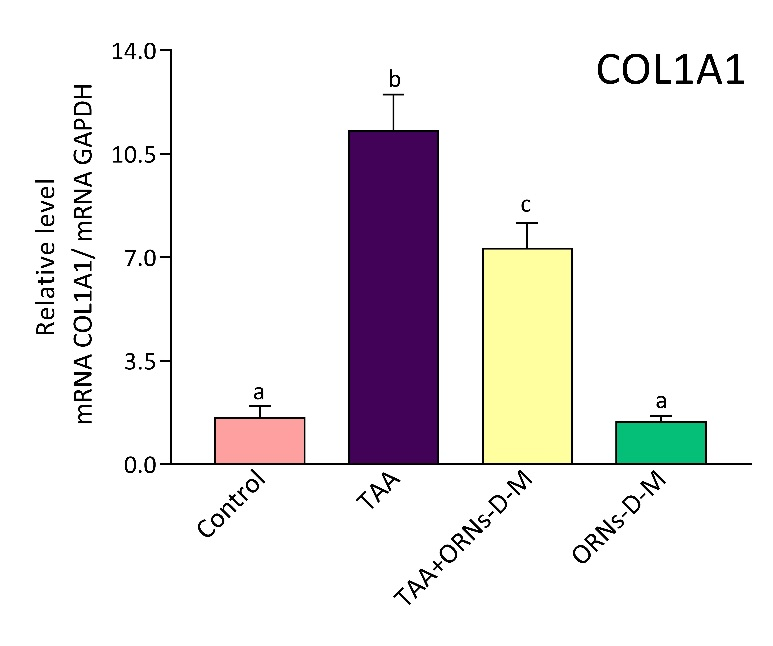 COL1A1
Relative level
mRNA COL1A1/ mRNA GAPDH
14.0
10.5
7.0
3.5
0.0
a
b
c
a
Control
TAA
TAA+ORNs-D-M
ORNs-D-M